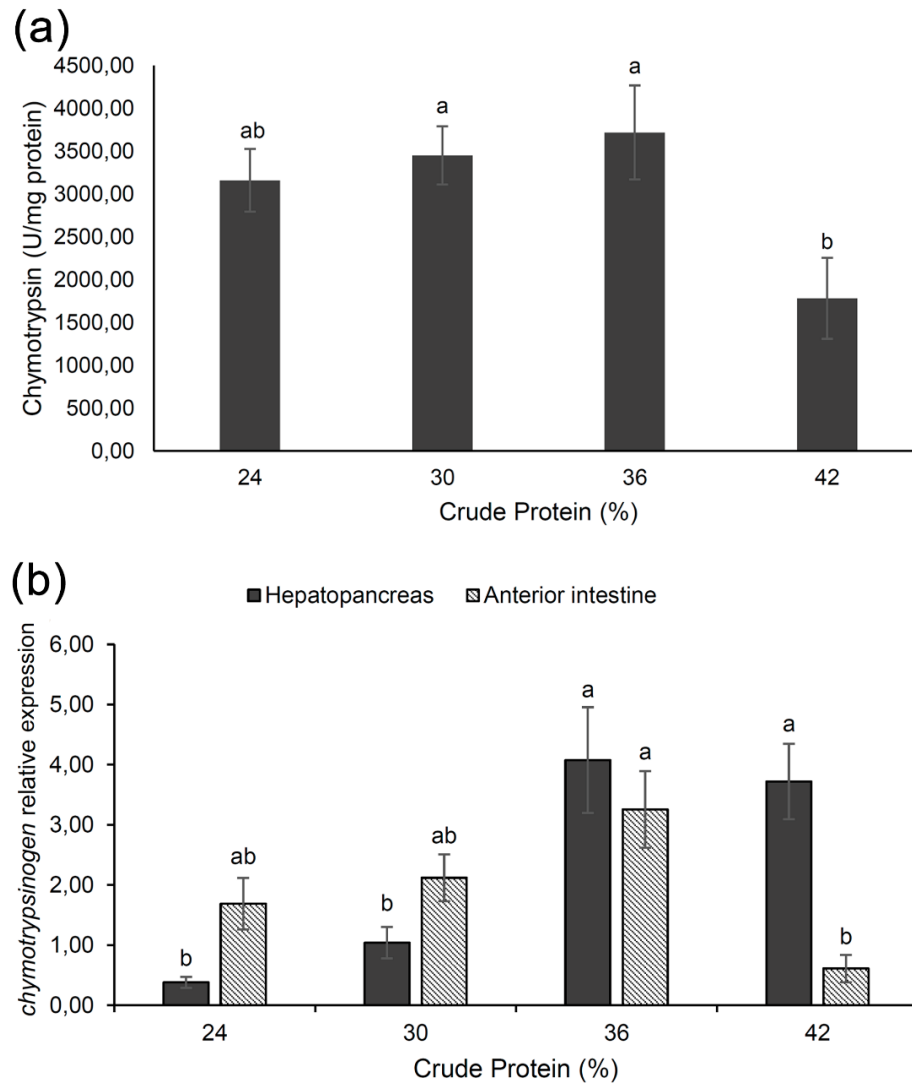 (a)
Chymotrypsin (U/mg protein)
4500,00
4000,00
3500,00
3000,00
2500,00
2000,00
1500,00
1000,00
500,00
0,00
ab
a
a
b
24 30 36 42
Crude Protein (%)
(b)
Hepatopancreas Anterior intestine
chymotrypsinogen relative expression
6,00
5,00
4,00
3,00
2,00
1,00
0,00
b
ab
b
ab
a
a
a
b
24 30 36 42
Crude Protein (%)